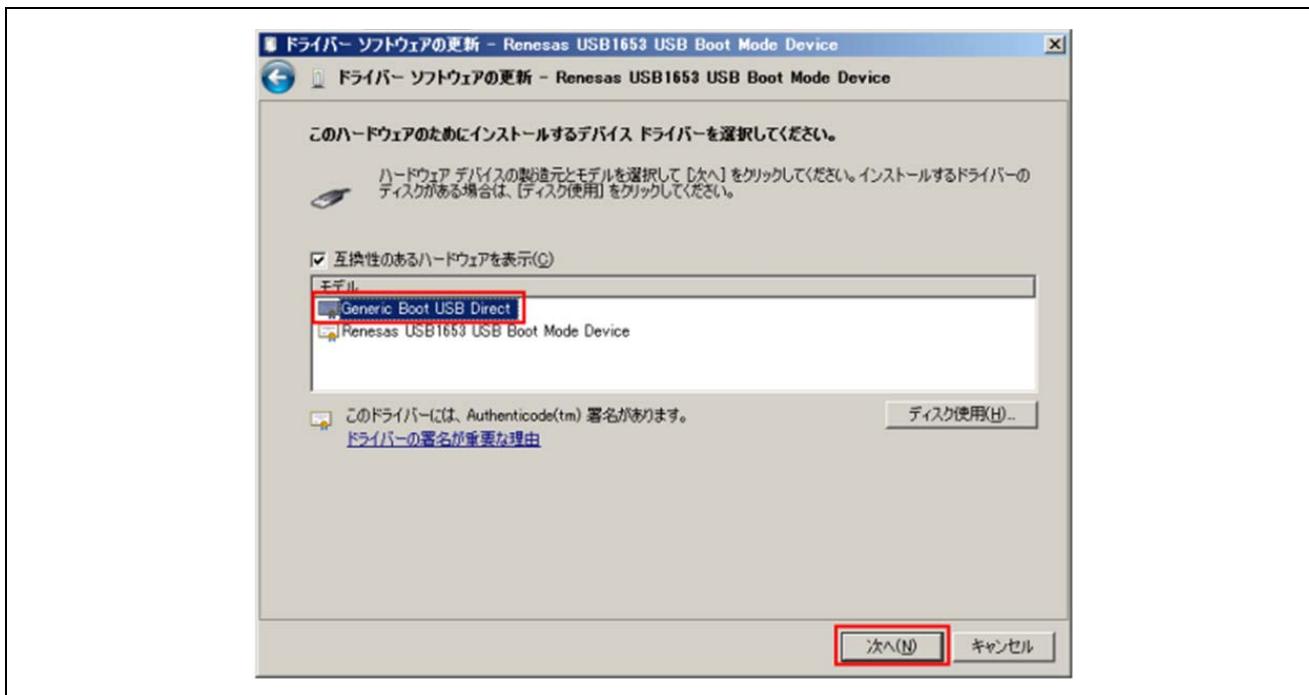 ドライバー ソフトウェアの更新 - Renesas USB1653 USB Boot Mode Device
ドライバー ソフトウェアの更新 - Renesas USB1653 USB Boot Mode Device
このハードウェアのためにインストールするデバイス ドライバーを選択してください。
ハードウェア デバイスの製造元とモデルを選択して [次へ] をクリックしてください。インストールするドライバーの
ディスクがある場合は、[ディスク使用] をクリックしてください。
互換性のあるハードウェアを表示(C)
モデル
Generic Boot USB Direct
Renesas USB1653 USB Boot Mode Device
このドライバーには、Authenticode(tm) 署名があります。
ディスク使用(H)...
ドライバーの署名が重要な理由
次へ(N)
キャンセル